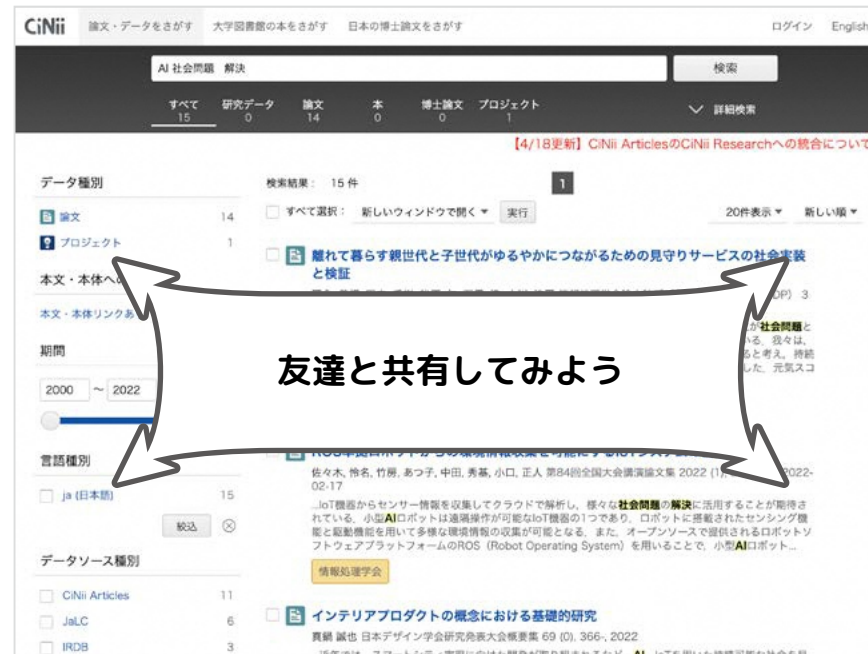 CiNii 論文・データをさがす 大学図書館の本をさがす 日本の博士論文をさがす ログイン English
AI 社会問題 解決 検索
すべて 研究データ 論文 本 博士論文 プロジェクト
15 0 14 0 0 1
詳細検索
【4/18更新】CiNii ArticlesのCiNii Researchへの統合について
データ種別
検索結果： 15 件 1
論文 14
すべて選択： 新しいウィンドウで開く 実行 20件表示 新しい順
プロジェクト 1
離れて暮らす親世代と子世代がゆるやかにつながるための見守りサービスの社会実装
と検証
本文・本体への
DP） 3
本文・本体リンクあ
が社会問題と
いる．我々は，
ると考え，持続
した．元気スコ
期間
2000 ～ 2022
友達と共有してみよう
言語種別
ja (日本語) 15
絞込
佐々木, 怜名, 竹房, あつ子, 中田, 秀基, 小口, 正人 第84回全国大会講演論文集 2022 (1), 2022-
02-17
...IoT機器からセンサー情報を収集してクラウドで解析し，様々な社会問題の解決に活用することが期待さ
れている．小型AIロボットは遠隔操作が可能なIoT機器の1つであり，ロボットに搭載されたセンシング機
能と駆動機能を用いて多様な環境情報の収集が可能となる．また，オープンソースで提供されるロボットソ
フトウェアプラットフォームのROS（Robot Operating System）を用いることで，小型AIロボット...
情報処理学会
データソース種別
CiNii Articles 11
JaLC 6
IRDB 3
インテリアプロダクトの概念における基礎的研究
真鍋 誠也 日本デザイン学会研究発表大会概要集 69 (0), 366-, 2022